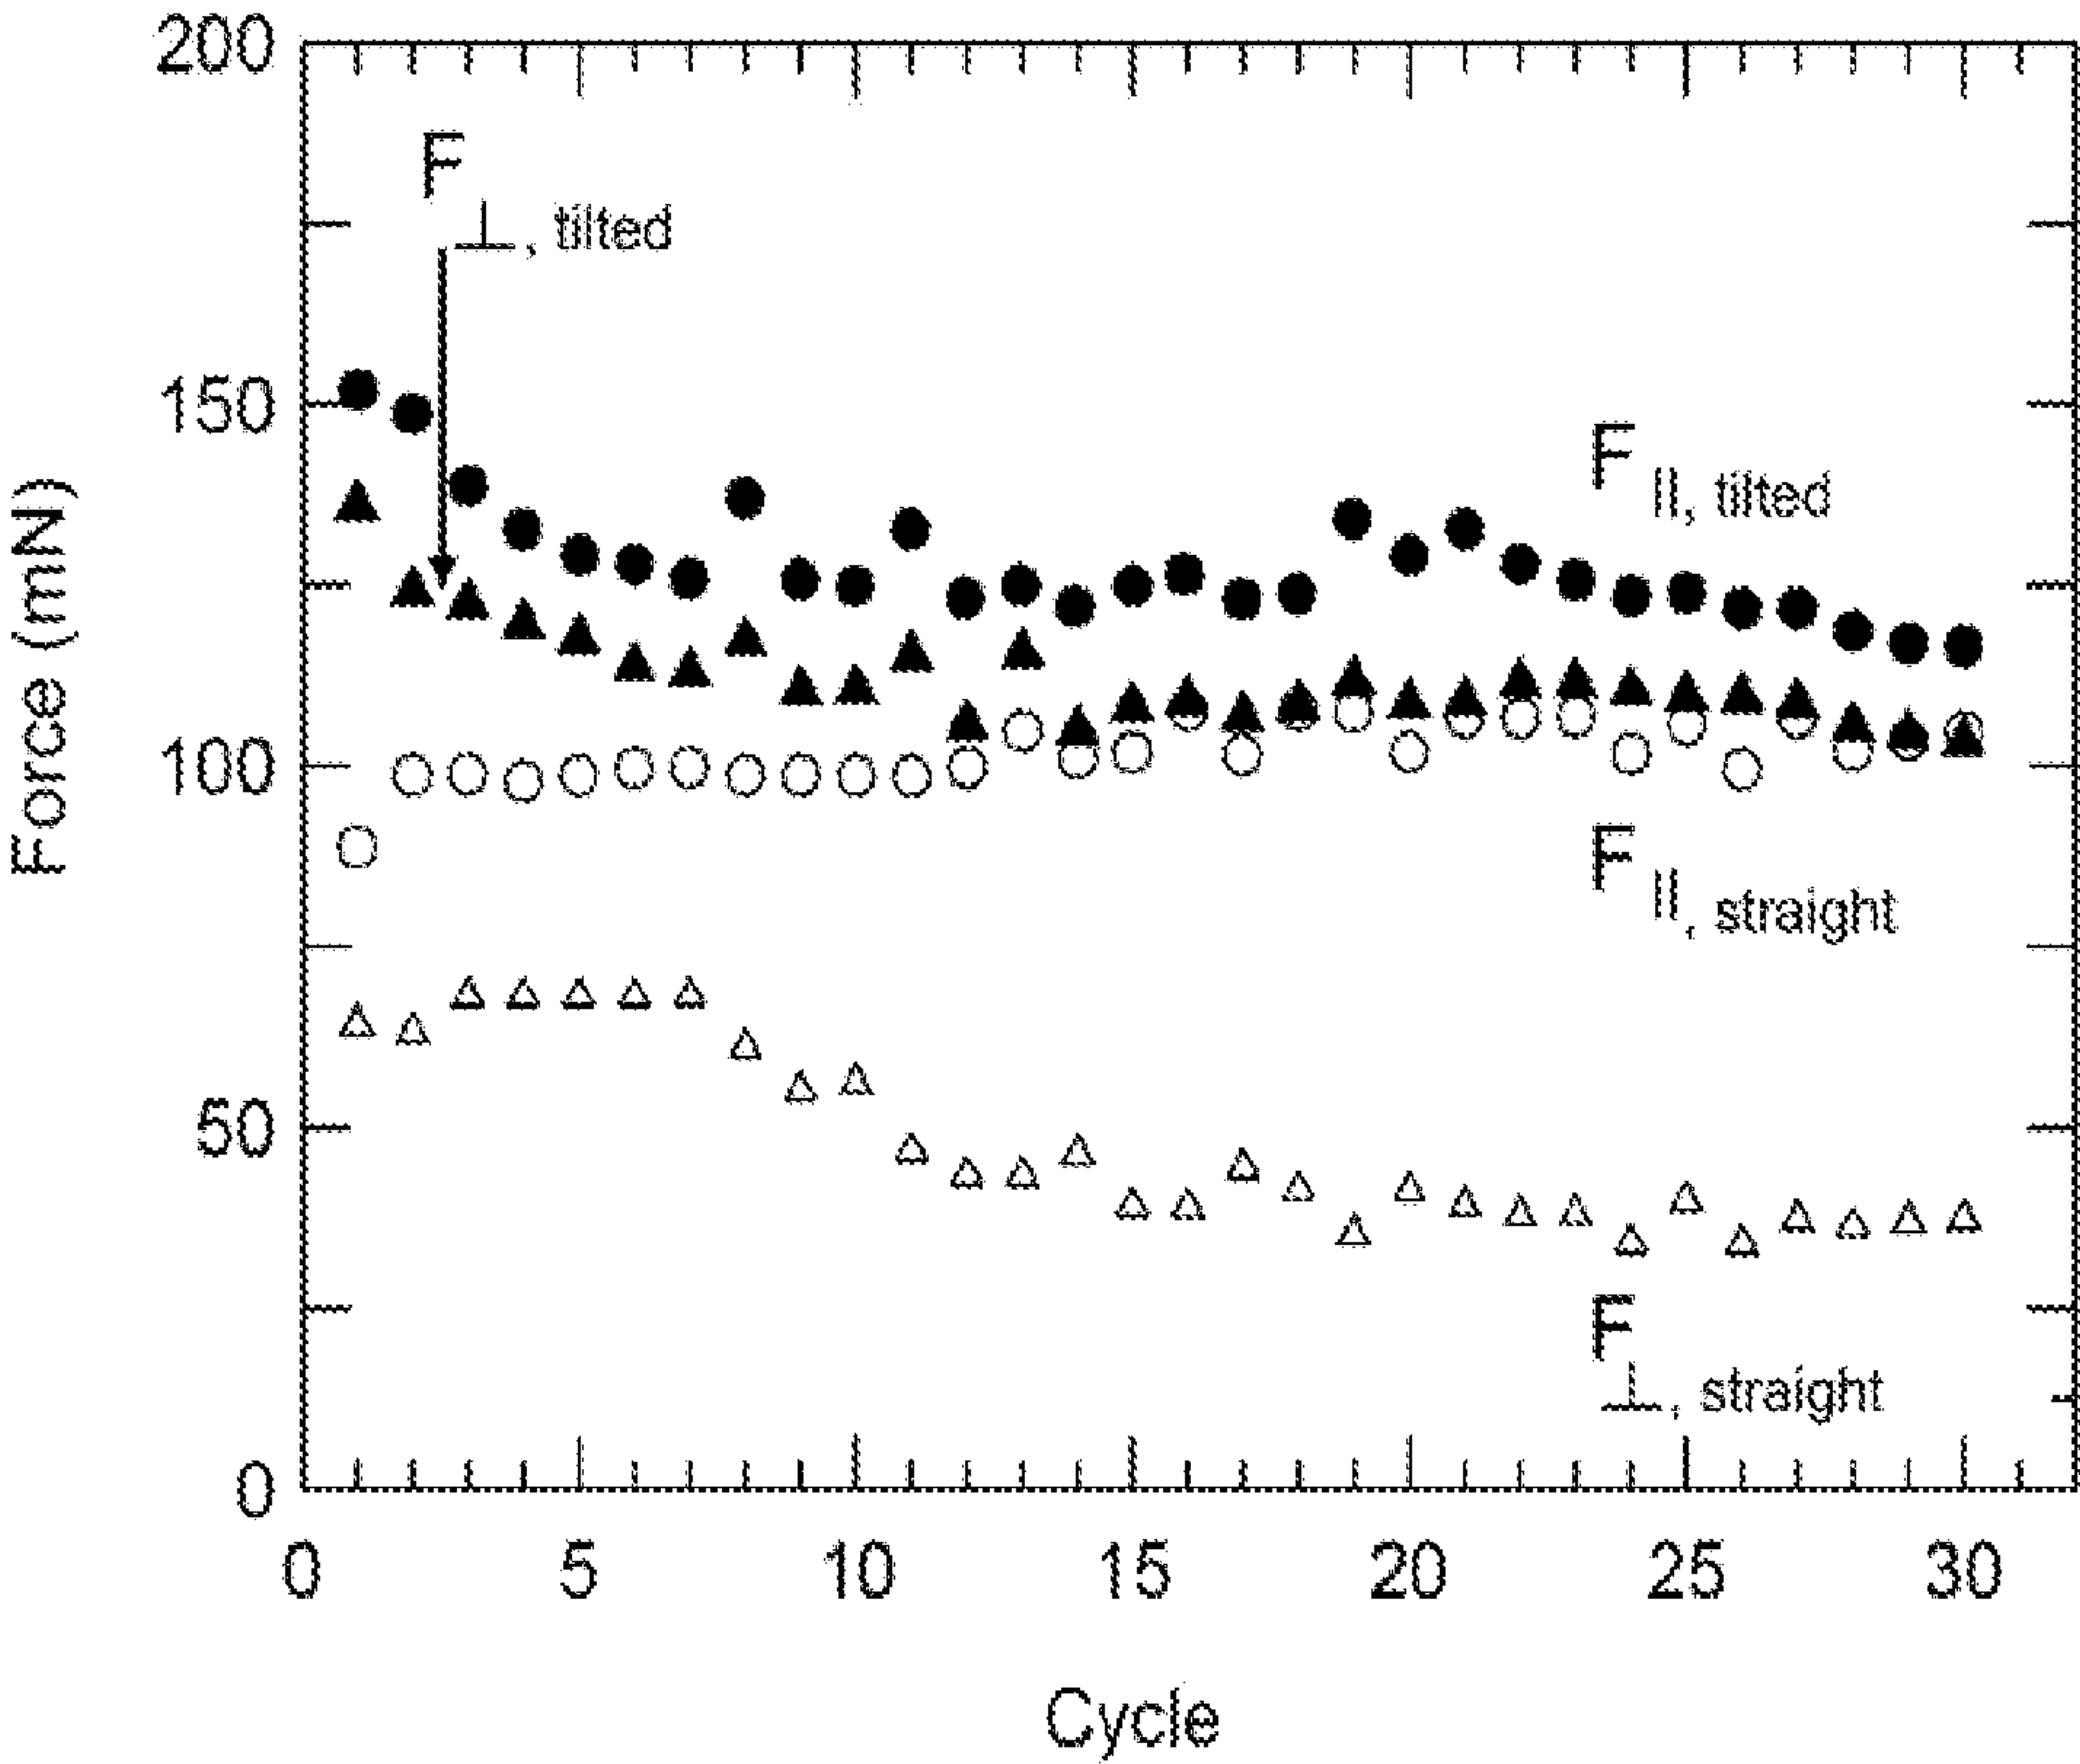 200
F
⊥, tilted
150
F
||, tilted
Force (mN)
100
F
||, straight
50
F
⊥, straight
0
0 5 10 15 20 25 30
Cycle